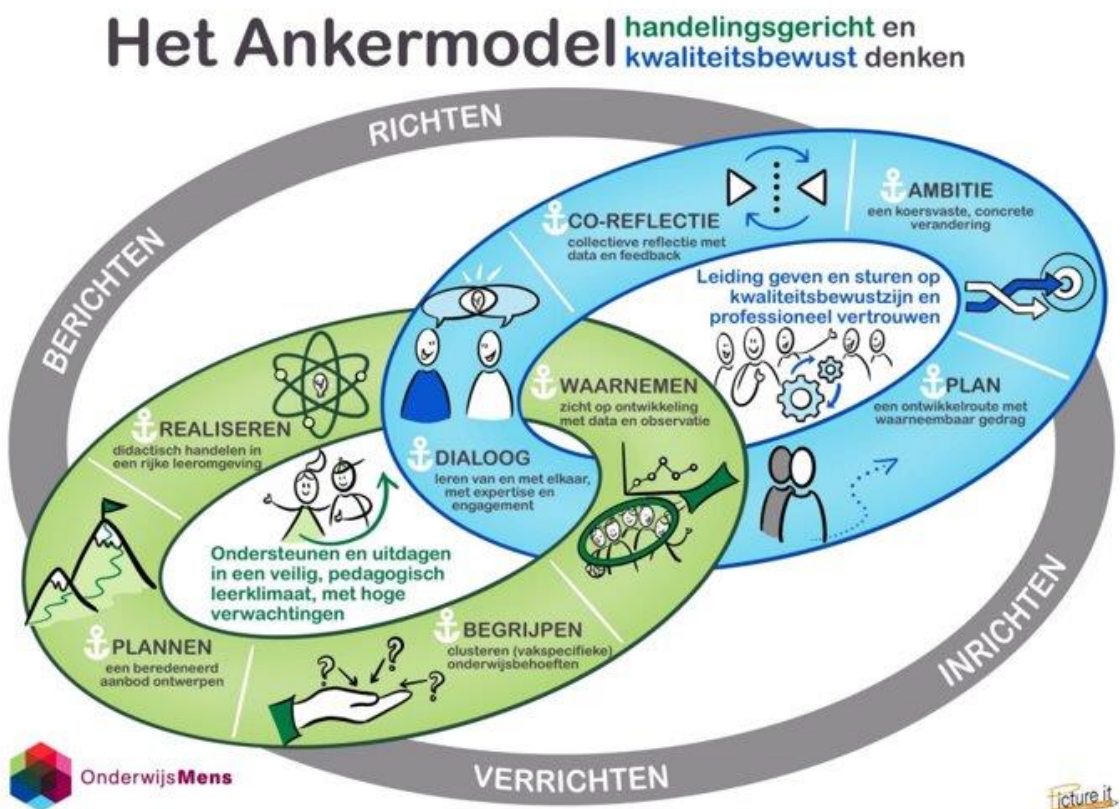 Het Ankermodel
handelingsgericht en
kwaliteitsbewust denken
RICHTEN
BERICHTEN
INRICHTEN
VERRICHTEN
CO-REFLECTIE
collectieve reflectie met
data en feedback
AMBITIE
een koersvaste, concrete
verandering
Leiding geven en sturen op
kwaliteitsbewustzijn en
professioneel vertrouwen
PLAN
een ontwikkelroute met
waarneembaar gedrag
DIALOOG
leren van en met elkaar,
met expertise en
engagement
WAARNEMEN
zicht op ontwikkeling
met data en observatie
REALISEREN
didactisch handelen in
een rijke leeromgeving
Ondersteunen en uitdagen
in een veilig, pedagogisch
leerklimaat, met hoge
verwachtingen
BEGRIJPEN
clusteren (vakspecifieke)
onderwijsbehoeften
? ? ?
PLANNEN
een beredeneerd
aanbod ontwerpen
OnderwijsMens
Picture it